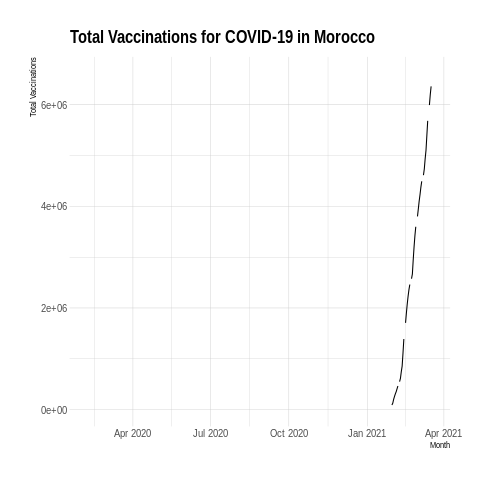 Total Vaccinations for COVID-19 in Morocco
Total Vaccinations
6e+06
4e+06
2e+06
0e+00
Apr 2020 Jul 2020 Oct 2020 Jan 2021 Apr 2021
Month